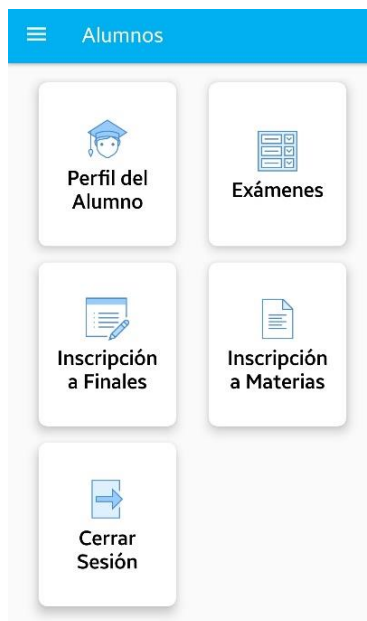 Alumnos
Perfil del
Alumno
Exámenes
Inscripción
a Finales
Inscripción
a Materias
Cerrar
Sesión